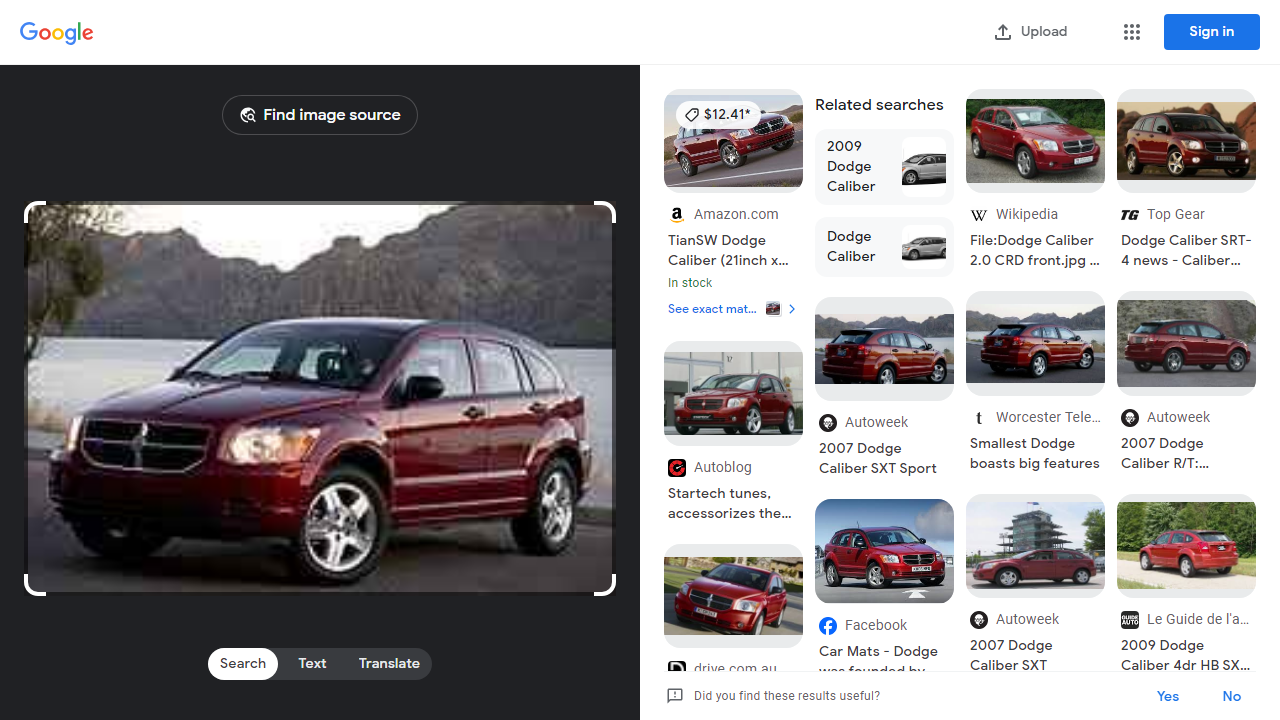 Google
Upload
Sign in
Find image source
Search
Text
Translate
$12.41*
Amazon.com
TianSW Dodge
Caliber (21inch x...
In stock
See exact mat...
Autoblog
Startech tunes,
accessorizes the...
drive.com.au
Related searches
2009
Dodge
Caliber
Dodge
Caliber
Autoweek
2007 Dodge
Caliber SXT Sport
Facebook
Car Mats - Dodge
was founded by
Wikipedia
File:Dodge Caliber
2.0 CRD front.jpg ...
Worcester Tele...
Smallest Dodge
boasts big features
Autoweek
2007 Dodge
Caliber SXT
Top Gear
Dodge Caliber SRT-
4 news - Caliber...
Autoweek
2007 Dodge
Caliber R/T:...
Le Guide de l'a...
2009 Dodge
Caliber 4dr HB SX...
Did you find these results useful?
Yes
No